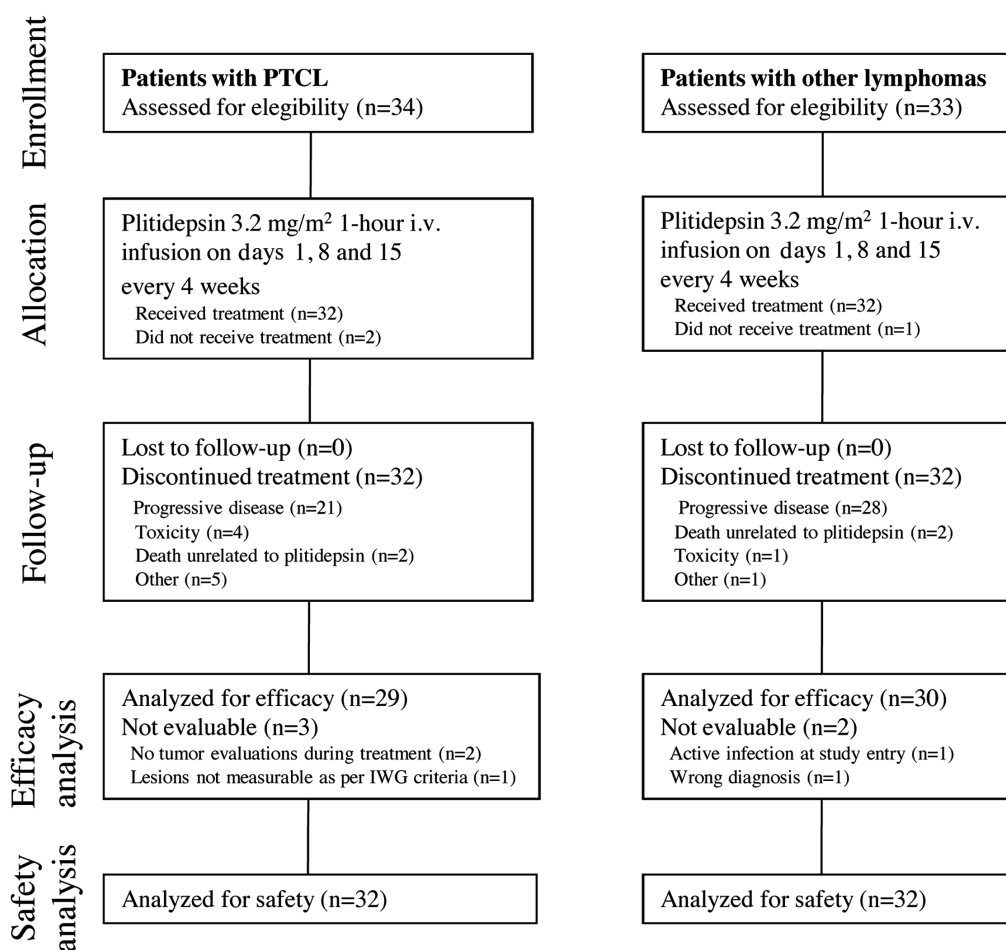 Enrollment
Patients with PTCL
Assessed for elegibility (n=34)
Patients with other lymphomas
Assessed for elegibility (n=33)
Allocation
Plitidepsin 3.2 mg/m² 1-hour i.v.
infusion on days 1, 8 and 15
every 4 weeks
Received treatment (n=32)
Did not receive treatment (n=2)
Plitidepsin 3.2 mg/m² 1-hour i.v.
infusion on days 1, 8 and 15
every 4 weeks
Received treatment (n=32)
Did not receive treatment (n=1)
Follow-up
Lost to follow-up (n=0)
Discontinued treatment (n=32)
Progressive disease (n=21)
Toxicity (n=4)
Death unrelated to plitidepsin (n=2)
Other (n=5)
Lost to follow-up (n=0)
Discontinued treatment (n=32)
Progressive disease (n=28)
Death unrelated to plitidepsin (n=2)
Toxicity (n=1)
Other (n=1)
Efficacy
analysis
Analyzed for efficacy (n=29)
Not evaluable (n=3)
No tumor evaluations during treatment (n=2)
Lesions not measurable as per IWG criteria (n=1)
Analyzed for efficacy (n=30)
Not evaluable (n=2)
Active infection at study entry (n=1)
Wrong diagnosis (n=1)
Safety
analysis
Analyzed for safety (n=32)
Analyzed for safety (n=32)